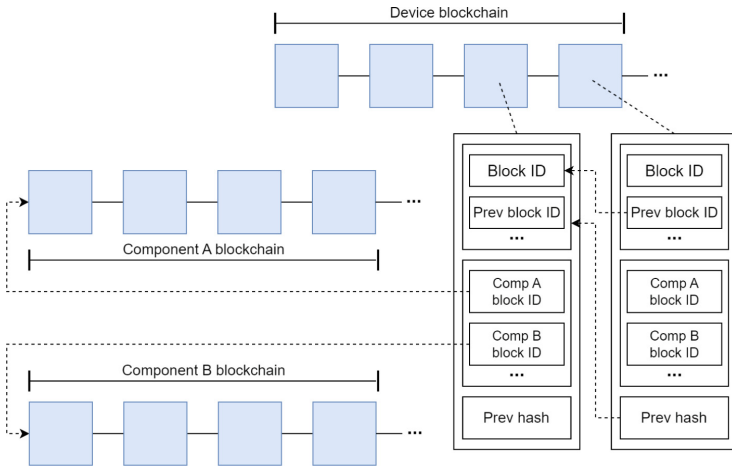 Device blockchain
...
Block ID
Prev block ID
...
Comp A
block ID
Comp B
block ID
...
Prev hash
Block ID
Prev block ID
...
Comp A
block ID
Comp B
block ID
...
Prev hash
...
Component A blockchain
Component B blockchain
...